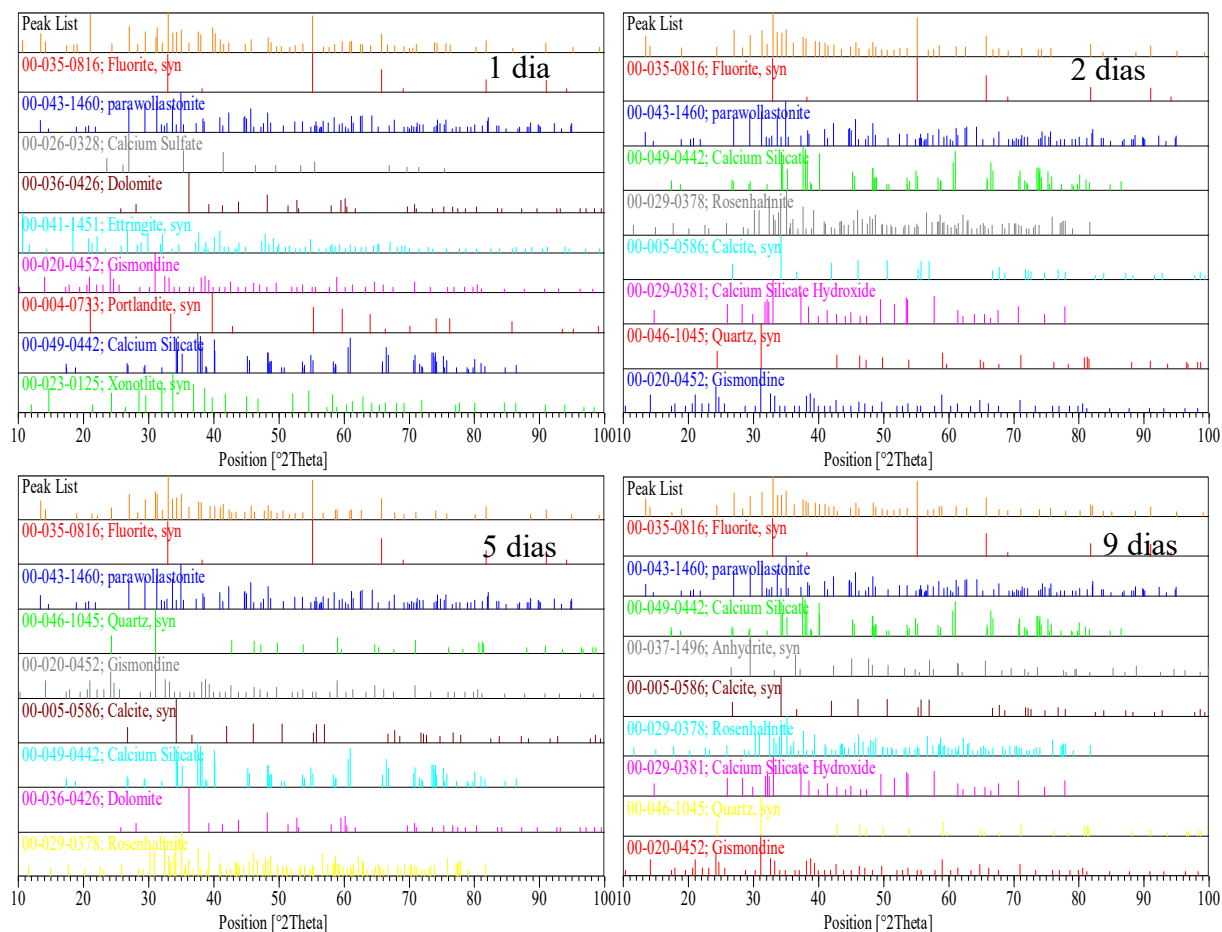 Peak List
00-035-0816; Fluorite, syn
1 dia
00-043-1460; parawollastonite
00-026-0328; Calcium Sulfate
00-036-0426; Dolomite
00-041-1451; Ettringite, syn
00-020-0452; Gismondine
00-004-0733; Portlandite, syn
00-049-0442; Calcium Silicate
00-023-0125; Xonotlite, syn
10 20 30 40 50 60 70 80 90 100
Position [°2Theta]
Peak List
00-035-0816; Fluorite, syn
2 dias
00-043-1460; parawollastonite
00-049-0442; Calcium Silicate
00-029-0378; Rosenhahnite
00-005-0586; Calcite, syn
00-029-0381; Calcium Silicate Hydroxide
00-046-1045; Quartz, syn
00-020-0452; Gismondine
10 20 30 40 50 60 70 80 90 100
Position [°2Theta]
Peak List
00-035-0816; Fluorite, syn
5 dias
00-043-1460; parawollastonite
00-046-1045; Quartz, syn
00-020-0452; Gismondine
00-005-0586; Calcite, syn
00-049-0442; Calcium Silicate
00-036-0426; Dolomite
00-029-0378; Rosenhahnite
10 20 30 40 50 60 70 80 90 100
Position [°2Theta]
Peak List
00-035-0816; Fluorite, syn
9 dias
00-043-1460; parawollastonite
00-049-0442; Calcium Silicate
00-037-1496; Anhydrite, syn
00-005-0586; Calcite, syn
00-029-0378; Rosenhahnite
00-029-0381; Calcium Silicate Hydroxide
00-046-1045; Quartz, syn
00-020-0452; Gismondine
10 20 30 40 50 60 70 80 90 100
Position [°2Theta]